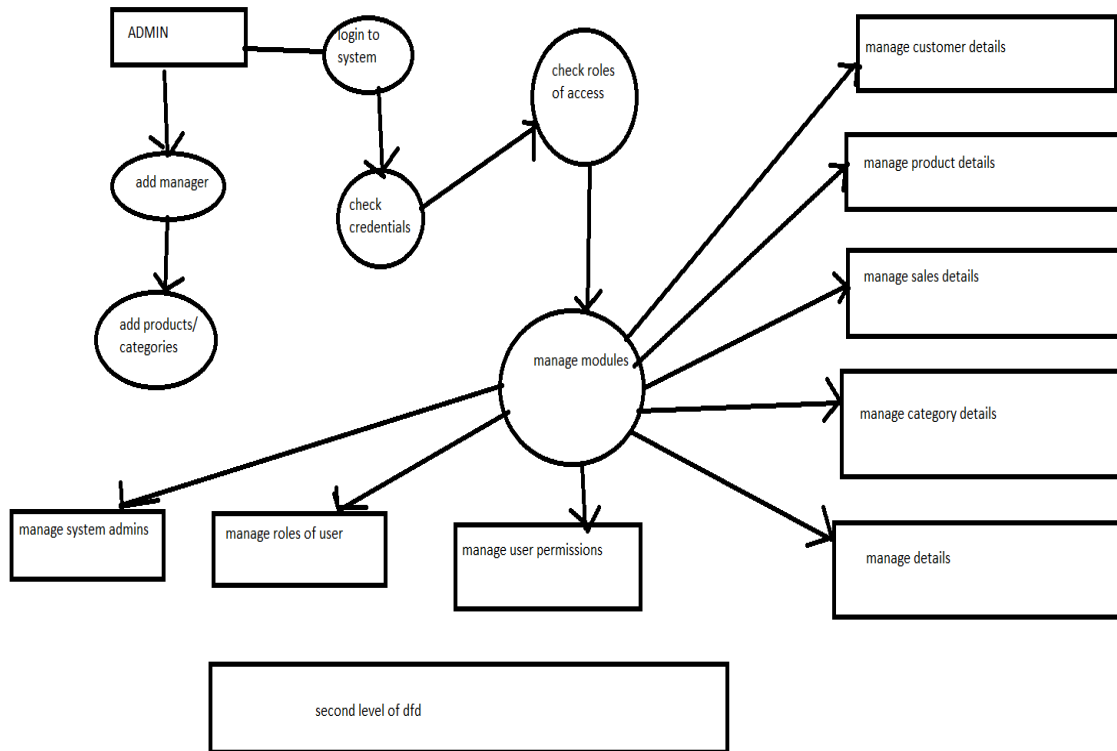 ADMIN
login to
system
check roles
of access
manage customer details
add manager
check
credentials
manage product details
manage sales details
add products/
categories
manage modules
manage category details
manage system admins
manage roles of user
manage user permissions
manage details
second level of dfd